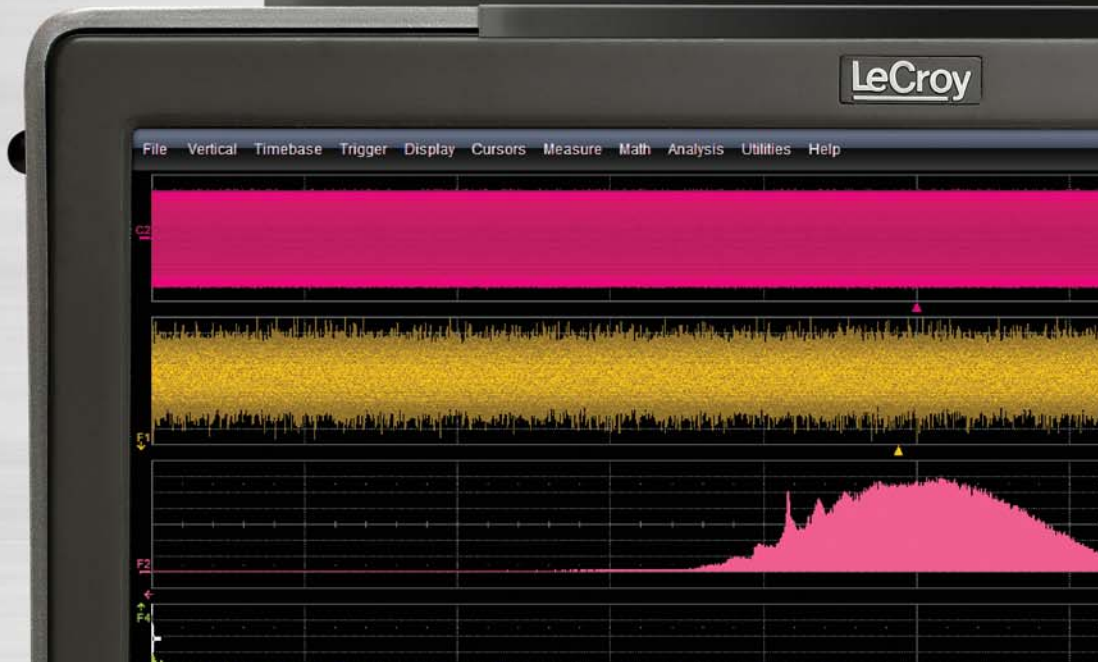 LeCroy
File Vertical Timebase Trigger Display Cursors Measure Math Analysis Utilities Help
C2
F1
F2
F4